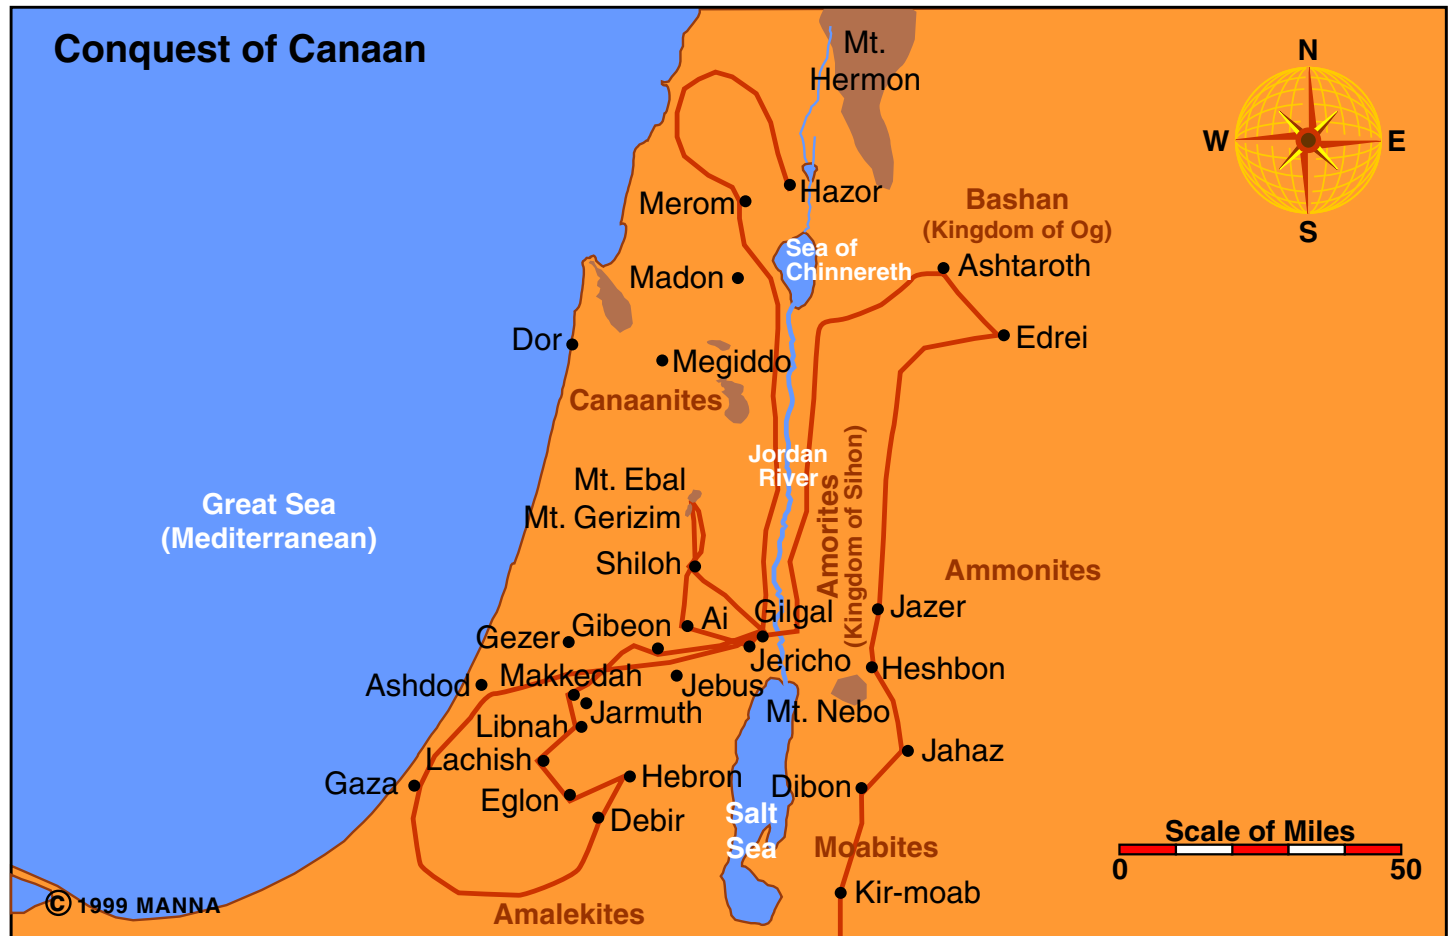 Conquest of Canaan
Mt.
Hermon
N
W
E
S
Hazor
Merom
Bashan
(Kingdom of Og)
Sea of
Chinnereth
Ashtaroth
Madon
Dor
Edrei
Megiddo
Canaanites
Jordan
River
Mt. Ebal
Great Sea
(Mediterranean)
Mt. Gerizim
Amorites
(Kingdom of Sihon)
Shiloh
Ammonites
Jazer
Gilgal
Ai
Gibeon
Gezer
Jericho
Heshbon
Makkedah
Ashdod
Jebus
Jarmuth
Mt. Nebo
Libnah
Jahaz
Lachish
Hebron
Gaza
Dibon
Eglon
Debir
Salt
Sea
Scale of Miles
0
50
Moabites
Kir-moab
© 1999 MANNA
Amalekites